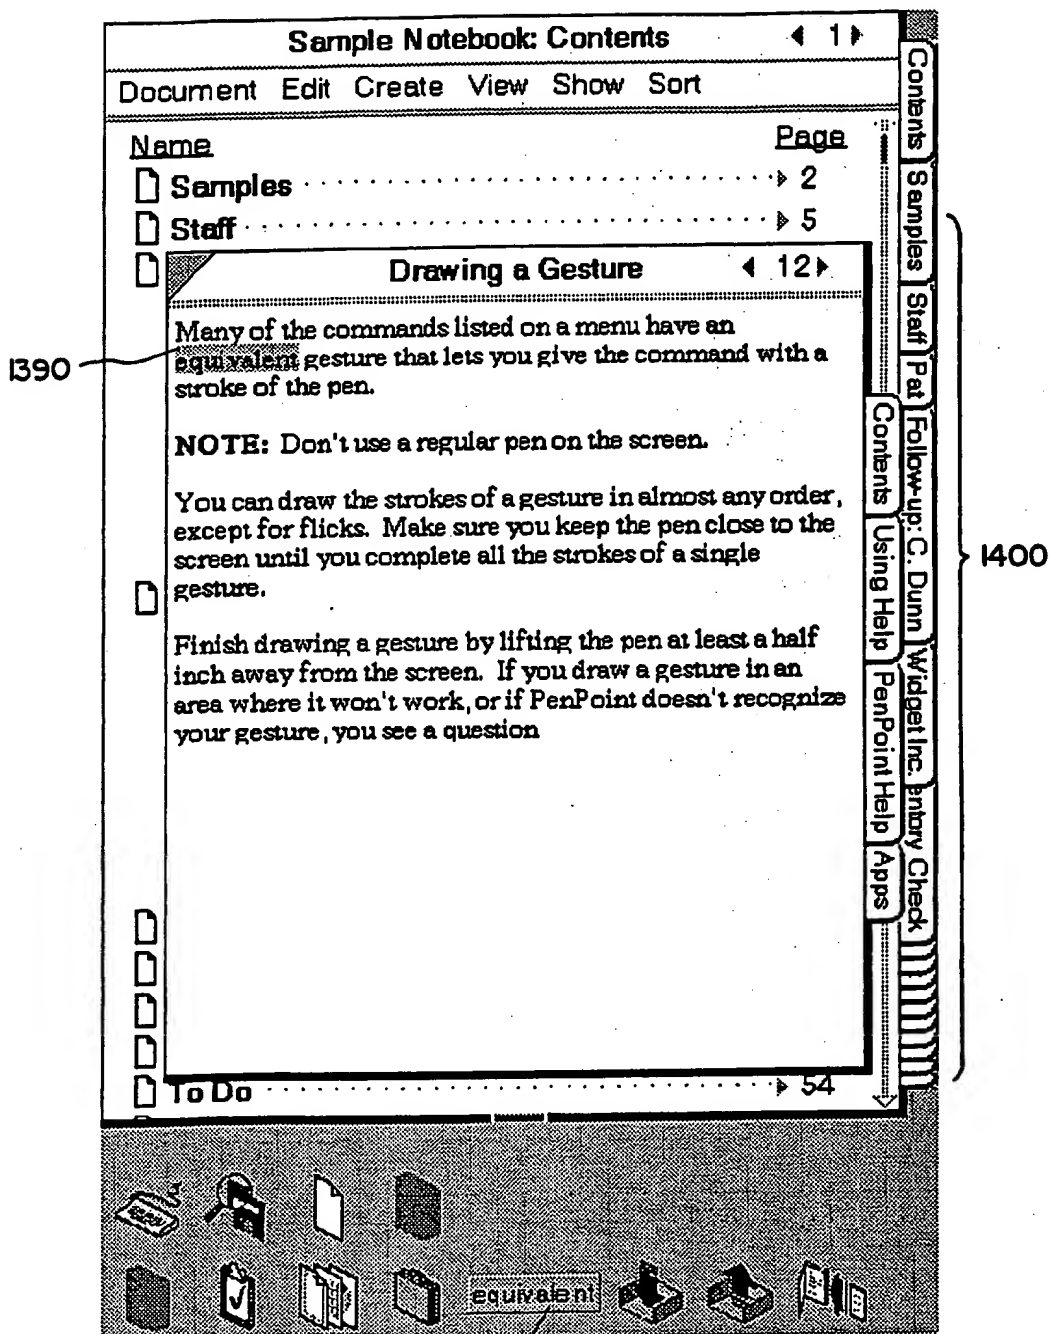 Sample Notebook: Contents 1
Document Edit Create View Show Sort
Name Page
Samples 2
Staff 5
Drawing a Gesture 12
Many of the commands listed on a menu have an
equivalent gesture that lets you give the command with a
stroke of the pen.
NOTE: Don't use a regular pen on the screen.
You can draw the strokes of a gesture in almost any order,
except for flicks. Make sure you keep the pen close to the
screen until you complete all the strokes of a single
gesture.
Finish drawing a gesture by lifting the pen at least a half
inch away from the screen. If you draw a gesture in an
area where it won't work, or if PenPoint doesn't recognize
your gesture, you see a question
To Do 54
Contents
Using Help
PenPoint Help
Apps
Contents
Samples
Staff
Pat
Follow-up: C. Dunn
Widget Inc.
entory Check
1390
1400
equivalent